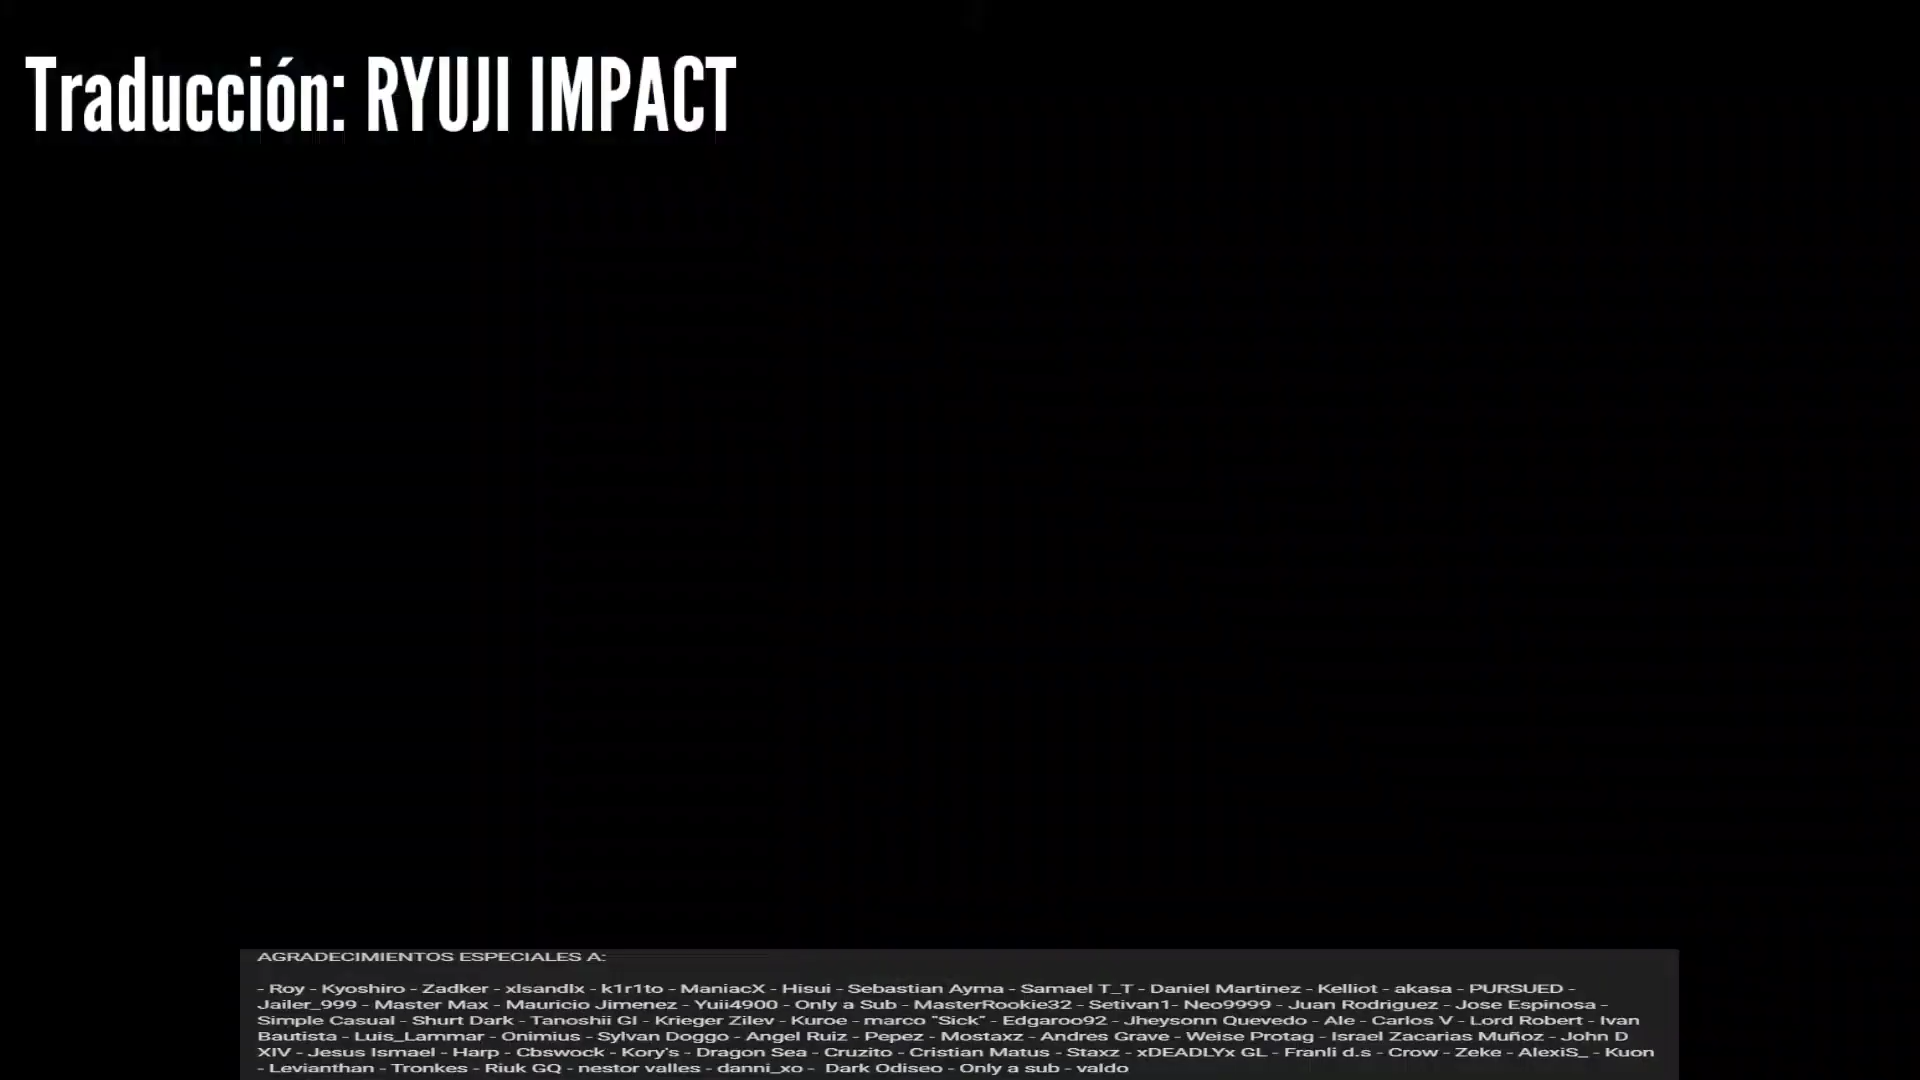 Traducción: RYUJI IMPACT
AGRADECIMIENTOS ESPECIALES A:
- Roy - Kyoshiro - Zadker - xlsandlx - k1r1to - ManiacX - Hisui - Sebastian Ayma - Samael T_T - Daniel Martinez - Kelliot - akasa - PURSUED -
Jailer_999 - Master Max - Mauricio Jimenez - Yuii4900 - Only a Sub - MasterRookie32 - Setivan1- Neo9999 - Juan Rodriguez - Jose Espinosa -
Simple Casual - Shurt Dark - Tanoshii GI - Krieger Zilev - Kuroe - marco "Sick" - Edgaroo92 - Jheysonn Quevedo - Ale - Carlos V - Lord Robert - Ivan
Bautista - Luis_Lammar - Onimius - Sylvan Doggo - Angel Ruiz - Pepez - Mostaxz - Andres Grave - Weise Protag - Israel Zacarias Muñoz - John D
XIV - Jesus Ismael - Harp - Cbswock - Kory's - Dragon Sea - Cruzito - Cristian Matus - Staxz - xDEADLYx GL - Franli d.s - Crow - Zeke - AlexiS_ - Kuon
- Levianthan - Tronkes - Riuk GQ - nestor valles - danni_xo -  Dark Odiseo - Only a sub - valdo